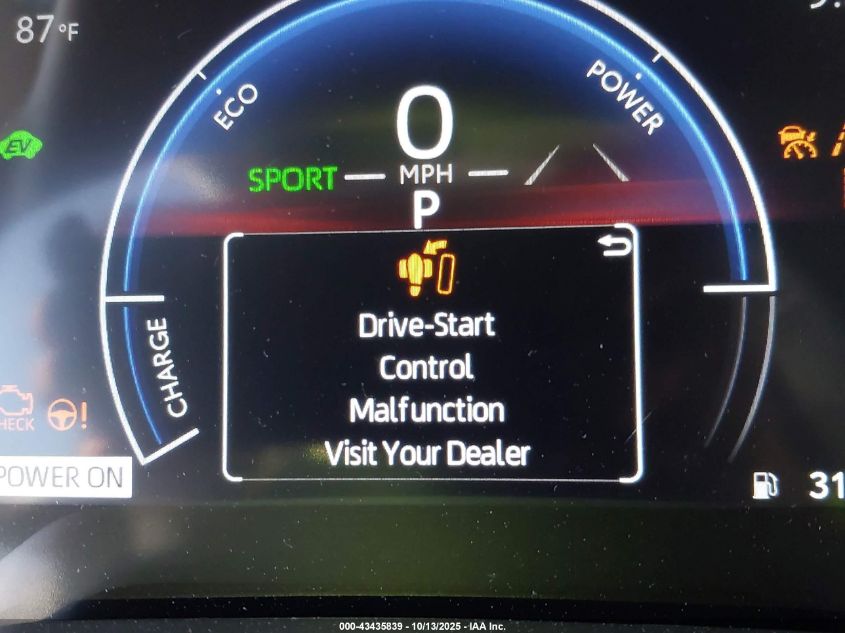 87°F
ECO
POWER
0
EV
SPORT
MPH
P
Drive-Start
Control
Malfunction
Visit Your Dealer
CHARGE
CHECK
!
POWER ON
31
000-43435839 - 10/13/2025 - IAA Inc.